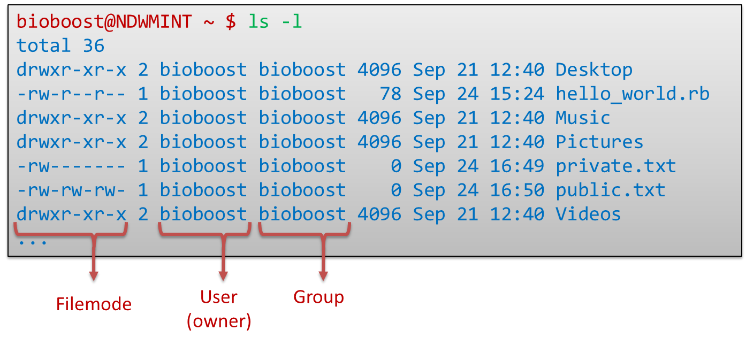 bioboost@NDWMINT ~ $ ls -l
total 36
drwxr-xr-x 2 bioboost bioboost 4096 Sep 21 12:40 Desktop
-rw-r--r-- 1 bioboost bioboost   78 Sep 24 15:24 hello_world.rb
drwxr-xr-x 2 bioboost bioboost 4096 Sep 21 12:40 Music
drwxr-xr-x 2 bioboost bioboost 4096 Sep 21 12:40 Pictures
-rw------- 1 bioboost bioboost    0 Sep 24 16:49 private.txt
-rw-rw-rw- 1 bioboost bioboost    0 Sep 24 16:50 public.txt
drwxr-xr-x 2 bioboost bioboost 4096 Sep 21 12:40 Videos
...
Filemode
User
(owner)
Group